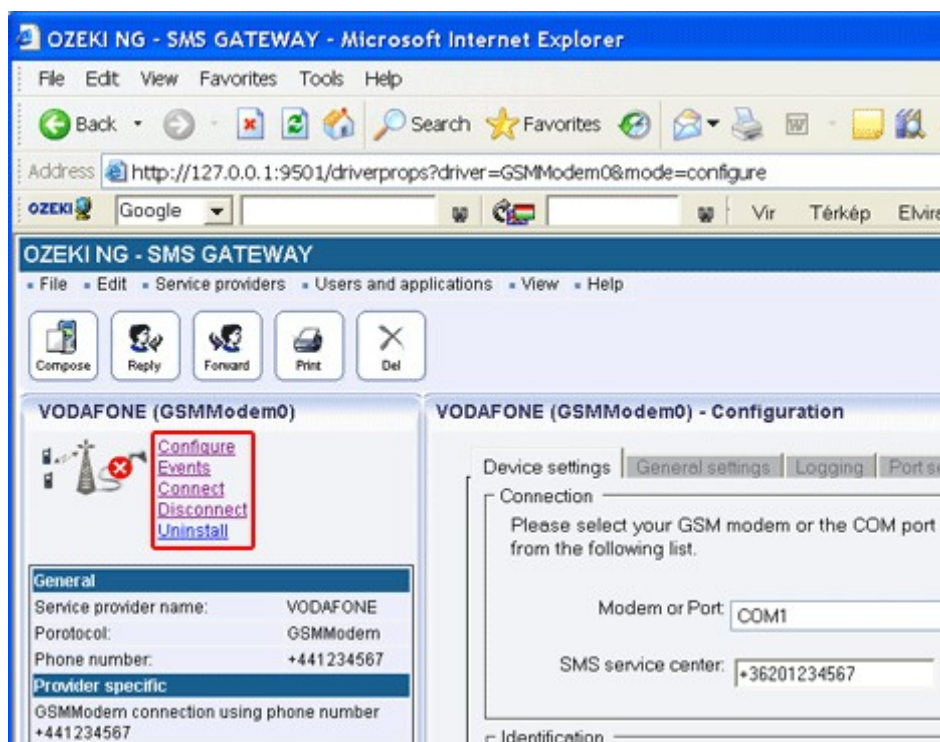 OZEKI NG - SMS GATEWAY - Microsoft Internet Explorer
File Edit View Favorites Tools Help
Back Search Favorites
Address http://127.0.0.1:9501/driverprops?driver=GSMModem0&mode=configure
OZEKI Google Vir Térkép Elvira
OZEKI NG - SMS GATEWAY
File Edit Service providers Users and applications View Help
Compose Reply Forward Print Del
VODAFONE (GSMModem0)
Configure
Events
Connect
Disconnect
Uninstall
General
Service provider name: VODAFONE
Porotocol: GSMModem
Phone number: +441234567
Provider specific
GSMModem connection using phone number
+441234567
VODAFONE (GSMModem0) - Configuration
Device settings General settings Logging Port se
Connection
Please select your GSM modem or the COM port
from the following list.
Modem or Port: COM1
SMS service center: +36201234567
Identification